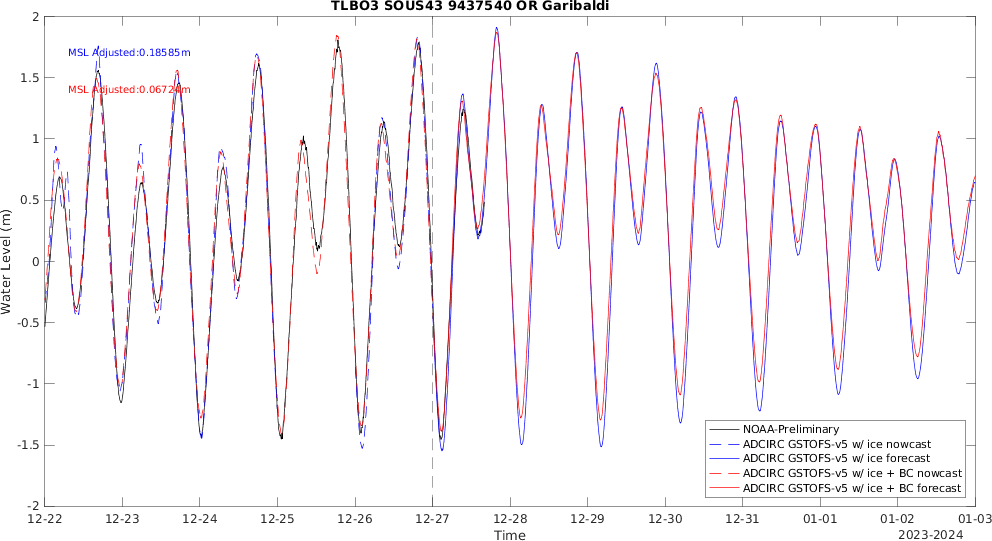 TLBO3 SOUS43 9437540 OR Garibaldi
MSL Adjusted:0.18585m
MSL Adjusted:0.06724m
Water Level (m)
2
1.5
1
0.5
0
-0.5
-1
-1.5
-2
NOAA-Preliminary
ADCIRC GSTOFS-v5 w/ ice nowcast
ADCIRC GSTOFS-v5 w/ ice forecast
ADCIRC GSTOFS-v5 w/ ice + BC nowcast
ADCIRC GSTOFS-v5 w/ ice + BC forecast
12-22 12-23 12-24 12-25 12-26 12-27 12-28 12-29 12-30 12-31 01-01 01-02 01-03
Time
2023-2024